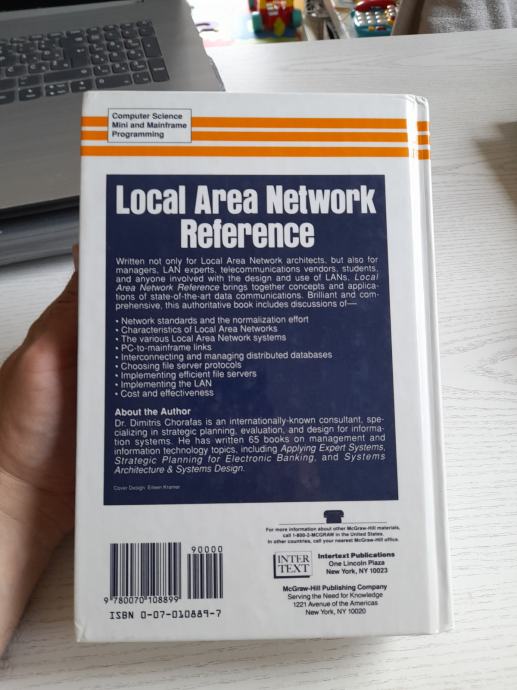 Computer Science
Mini and Mainframe
Programming
Local Area Network
Reference
Written not only for Local Area Network architects, but also for
managers, LAN experts, telecommunications vendors, students,
and anyone involved with the design and use of LANs, Local
Area Network Reference brings together concepts and applica-
tions of state-of-the-art data communications. Brilliant and com-
prehensive, this authoritative book includes discussions of—
• Network standards and the normalization effort
• Characteristics of Local Area Networks
• The various Local Area Network systems
• PC-to-mainframe links
• Interconnecting and managing distributed databases
• Choosing file server protocols
• Implementing efficient file servers
• Implementing the LAN
• Cost and effectiveness
About the Author
Dr. Dimitris Chorafas is an internationally-known consultant, spe-
cializing in strategic planning, evaluation, and design for informa-
tion systems. He has written 65 books on management and
information technology topics, including Applying Expert Systems,
Strategic Planning for Electronic Banking, and Systems
Architecture & Systems Design.
Cover Design: Eileen Kramer
For more information about other McGraw-Hill materials,
call 1-800-2-MCGRAW in the United States.
In other countries, call your nearest McGraw-Hill office.
90000
9 780070 108899
ISBN 0-07-010889-7
INTER
TEXT
Intertext Publications
One Lincoln Plaza
New York, NY 10023
McGraw-Hill Publishing Company
Serving the Need for Knowledge
1221 Avenue of the Americas
New York, NY 10020